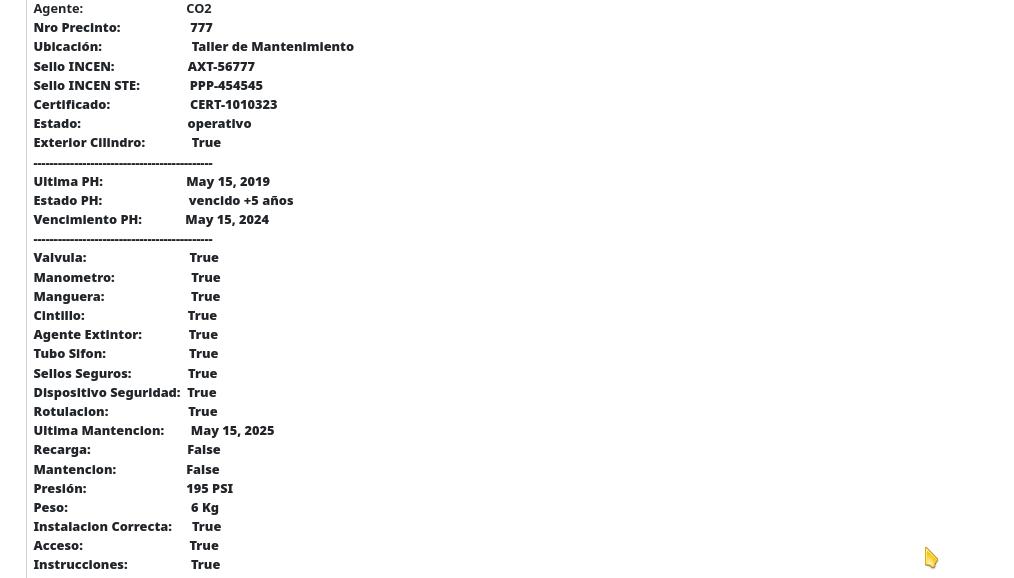 Agente: CO2
Nro Precinto: 777
Ubicación: Taller de Mantenimiento
Sello INCEN: AXT-56777
Sello INCEN STE: PPP-454545
Certificado: CERT-1010323
Estado: operativo
Exterior Cilindro: True
--------------------------------------------
Ultima PH: May 15, 2019
Estado PH: vencido +5 años
Vencimiento PH: May 15, 2024
--------------------------------------------
Valvula: True
Manometro: True
Manguera: True
Cintillo: True
Agente Extintor: True
Tubo Sifon: True
Sellos Seguros: True
Dispositivo Seguridad: True
Rotulacion: True
Ultima Mantencion: May 15, 2025
Recarga: False
Mantencion: False
Presión: 195 PSI
Peso: 6 Kg
Instalacion Correcta: True
Acceso: True
Instrucciones: True